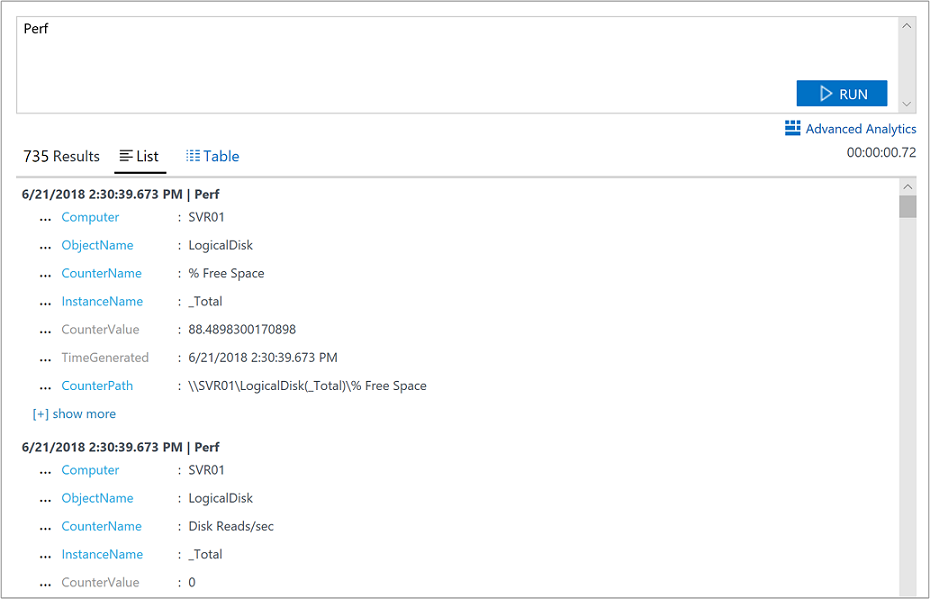 Perf
RUN
Advanced Analytics
735 Results List Table 00:00:00.72
6/21/2018 2:30:39.673 PM | Perf
... Computer : SVR01
... ObjectName : LogicalDisk
... CounterName : % Free Space
... InstanceName : _Total
... CounterValue : 88.4898300170898
... TimeGenerated : 6/21/2018 2:30:39.673 PM
... CounterPath : \\SVR01\LogicalDisk(_Total)\% Free Space
[+] show more
6/21/2018 2:30:39.673 PM | Perf
... Computer : SVR01
... ObjectName : LogicalDisk
... CounterName : Disk Reads/sec
... InstanceName : _Total
... CounterValue : 0